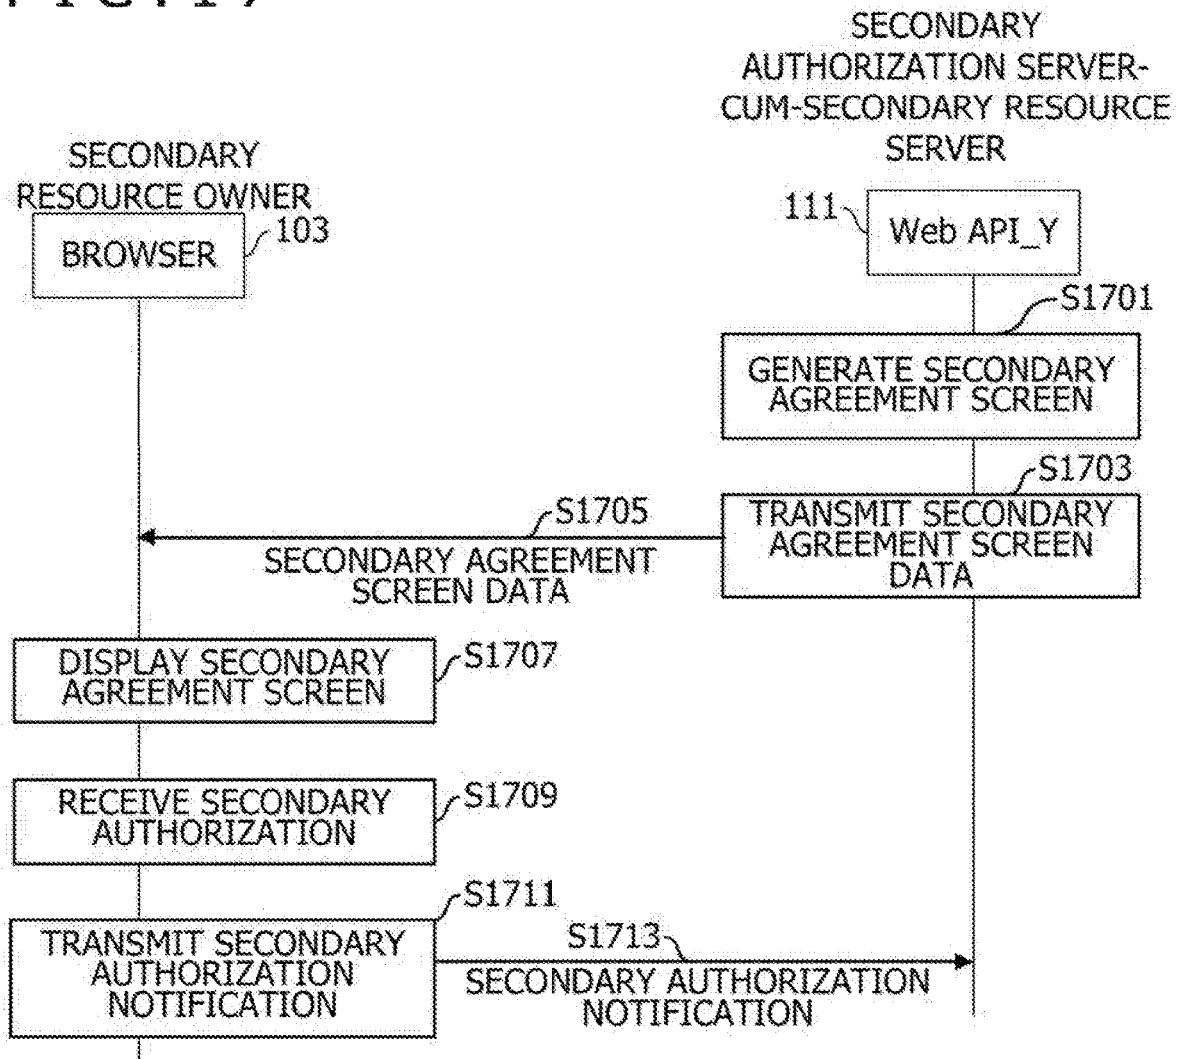 SECONDARY
AUTHORIZATION SERVER-
CUM-SECONDARY RESOURCE
SERVER
SECONDARY
RESOURCE OWNER
BROWSER
103
111
Web API_Y
S1701
GENERATE SECONDARY
AGREEMENT SCREEN
S1703
TRANSMIT SECONDARY
AGREEMENT SCREEN
DATA
S1705
SECONDARY AGREEMENT
SCREEN DATA
DISPLAY SECONDARY
AGREEMENT SCREEN
S1707
RECEIVE SECONDARY
AUTHORIZATION
S1709
S1711
TRANSMIT SECONDARY
AUTHORIZATION
NOTIFICATION
S1713
SECONDARY AUTHORIZATION
NOTIFICATION